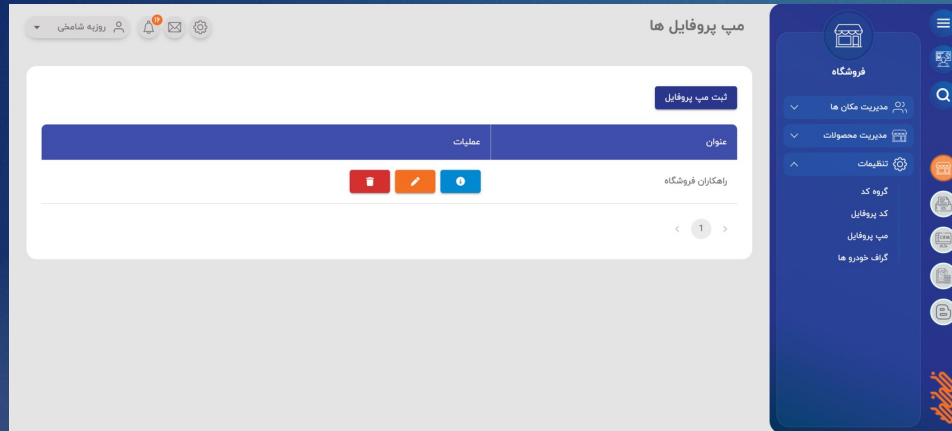 مپ پروفایل ها
روزبه شامخی
۱۶
فروشگاه
مدیریت مکان ها
مدیریت محصولات
تنظیمات
گروه کد
کد پروفایل
مپ پروفایل
گراف خودرو ها
ثبت مپ پروفایل
عنوان
عملیات
راهکاران فروشگاه
1